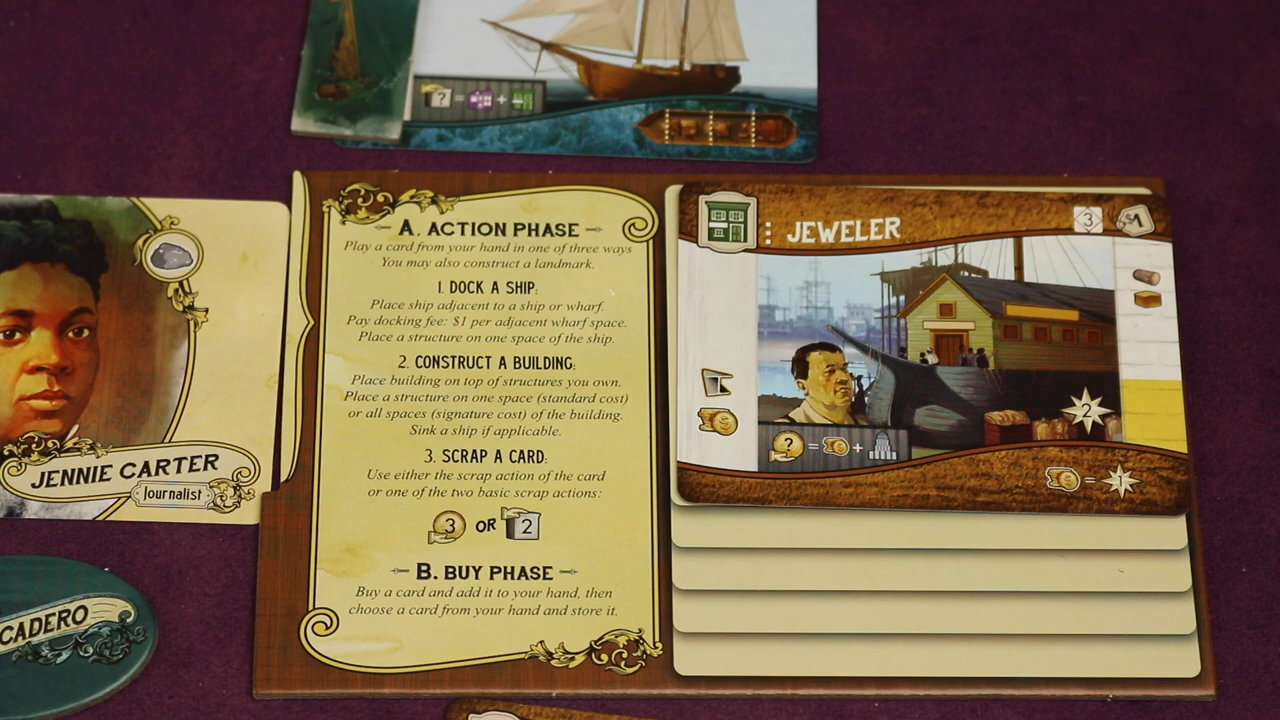 A. ACTION PHASE
Play a card from your hand in one of three ways
You may also construct a landmark.
1. DOCK A SHIP:
Place ship adjacent to a ship or wharf.
Pay docking fee: $1 per adjacent wharf space.
Place a structure on one space of the ship.
2. CONSTRUCT A BUILDING:
Place building on top of structures you own.
Place a structure on one space (standard cost)
or all spaces (signature cost) of the building.
Sink a ship if applicable.
3. SCRAP A CARD:
Use either the scrap action of the card
or one of the two basic scrap actions:
3 OR 2
B. BUY PHASE
Buy a card and add it to your hand, then
choose a card from your hand and store it.
: JEWELER
3
$1
2
? = $ +
$ = 1
? = +
JENNIE CARTER
Journalist
CADERO